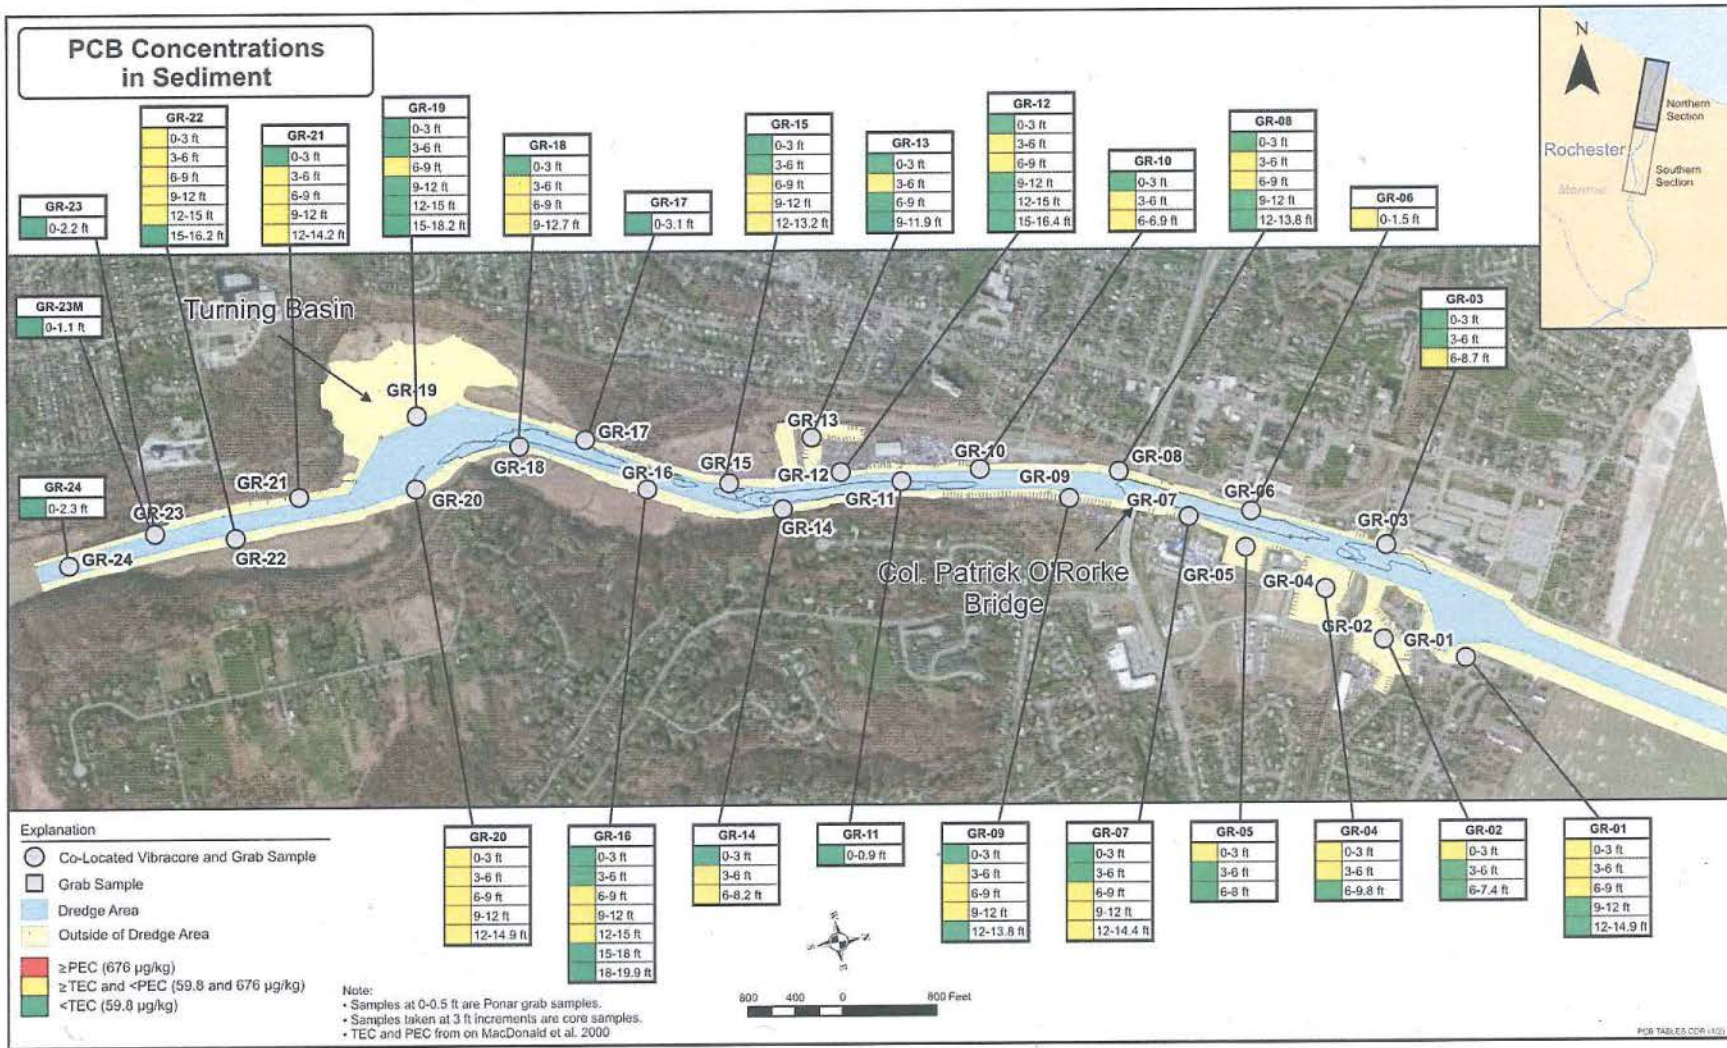 PCB Concentrations
in Sediment
GR-23
0-2.2 ft
GR-22
0-3 ft
3-6 ft
6-9 ft
9-12 ft
12-15 ft
15-16.2 ft
GR-21
0-3 ft
3-6 ft
6-9 ft
9-12 ft
12-14.2 ft
GR-19
0-3 ft
3-6 ft
6-9 ft
9-12 ft
12-15 ft
15-18.2 ft
GR-18
0-3 ft
3-6 ft
6-9 ft
9-12.7 ft
GR-17
0-3.1 ft
GR-15
0-3 ft
3-6 ft
6-9 ft
9-12 ft
12-13.2 ft
GR-13
0-3 ft
3-6 ft
6-9 ft
9-11.9 ft
GR-12
0-3 ft
3-6 ft
6-9 ft
9-12 ft
12-15 ft
15-16.4 ft
GR-10
0-3 ft
3-6 ft
6-6.9 ft
GR-08
0-3 ft
3-6 ft
6-9 ft
9-12 ft
12-13.8 ft
GR-06
0-1.5 ft
N
Northern
Section
Rochester
Southern
Section
Monroe
GR-23M
0-1.1 ft
GR-03
0-3 ft
3-6 ft
6-8.7 ft
GR-24
0-2.3 ft
Turning Basin
GR-19
GR-13
GR-17
GR-18
GR-16
GR-15
GR-12
GR-10
GR-11
GR-09
GR-08
GR-21
GR-20
GR-14
GR-07
GR-06
GR-23
GR-03
GR-24
GR-22
Col. Patrick O'Rorke
Bridge
GR-05
GR-04
GR-02
GR-01
GR-20
0-3 ft
3-6 ft
6-9 ft
9-12 ft
12-14.9 ft
GR-16
0-3 ft
3-6 ft
6-9 ft
9-12 ft
12-15 ft
15-18 ft
18-19.9 ft
GR-14
0-3 ft
3-6 ft
6-8.2 ft
GR-11
0-0.9 ft
GR-09
0-3 ft
3-6 ft
6-9 ft
9-12 ft
12-13.8 ft
GR-07
0-3 ft
3-6 ft
6-9 ft
9-12 ft
12-14.4 ft
GR-05
0-3 ft
3-6 ft
6-8 ft
GR-04
0-3 ft
3-6 ft
6-9.8 ft
GR-02
0-3 ft
3-6 ft
6-7.4 ft
GR-01
0-3 ft
3-6 ft
6-9 ft
9-12 ft
12-14.9 ft
Explanation
Co-Located Vibracore and Grab Sample
Grab Sample
Dredge Area
Outside of Dredge Area
≥PEC (676 µg/kg)
≥TEC and <PEC (59.8 and 676 µg/kg)
<TEC (59.8 µg/kg)
Note:
• Samples at 0-0.5 ft are Ponar grab samples.
• Samples taken at 3 ft increments are core samples.
• TEC and PEC from on MacDonald et al. 2000
800 400 0 800 Feet
PCB TABLES.CDR